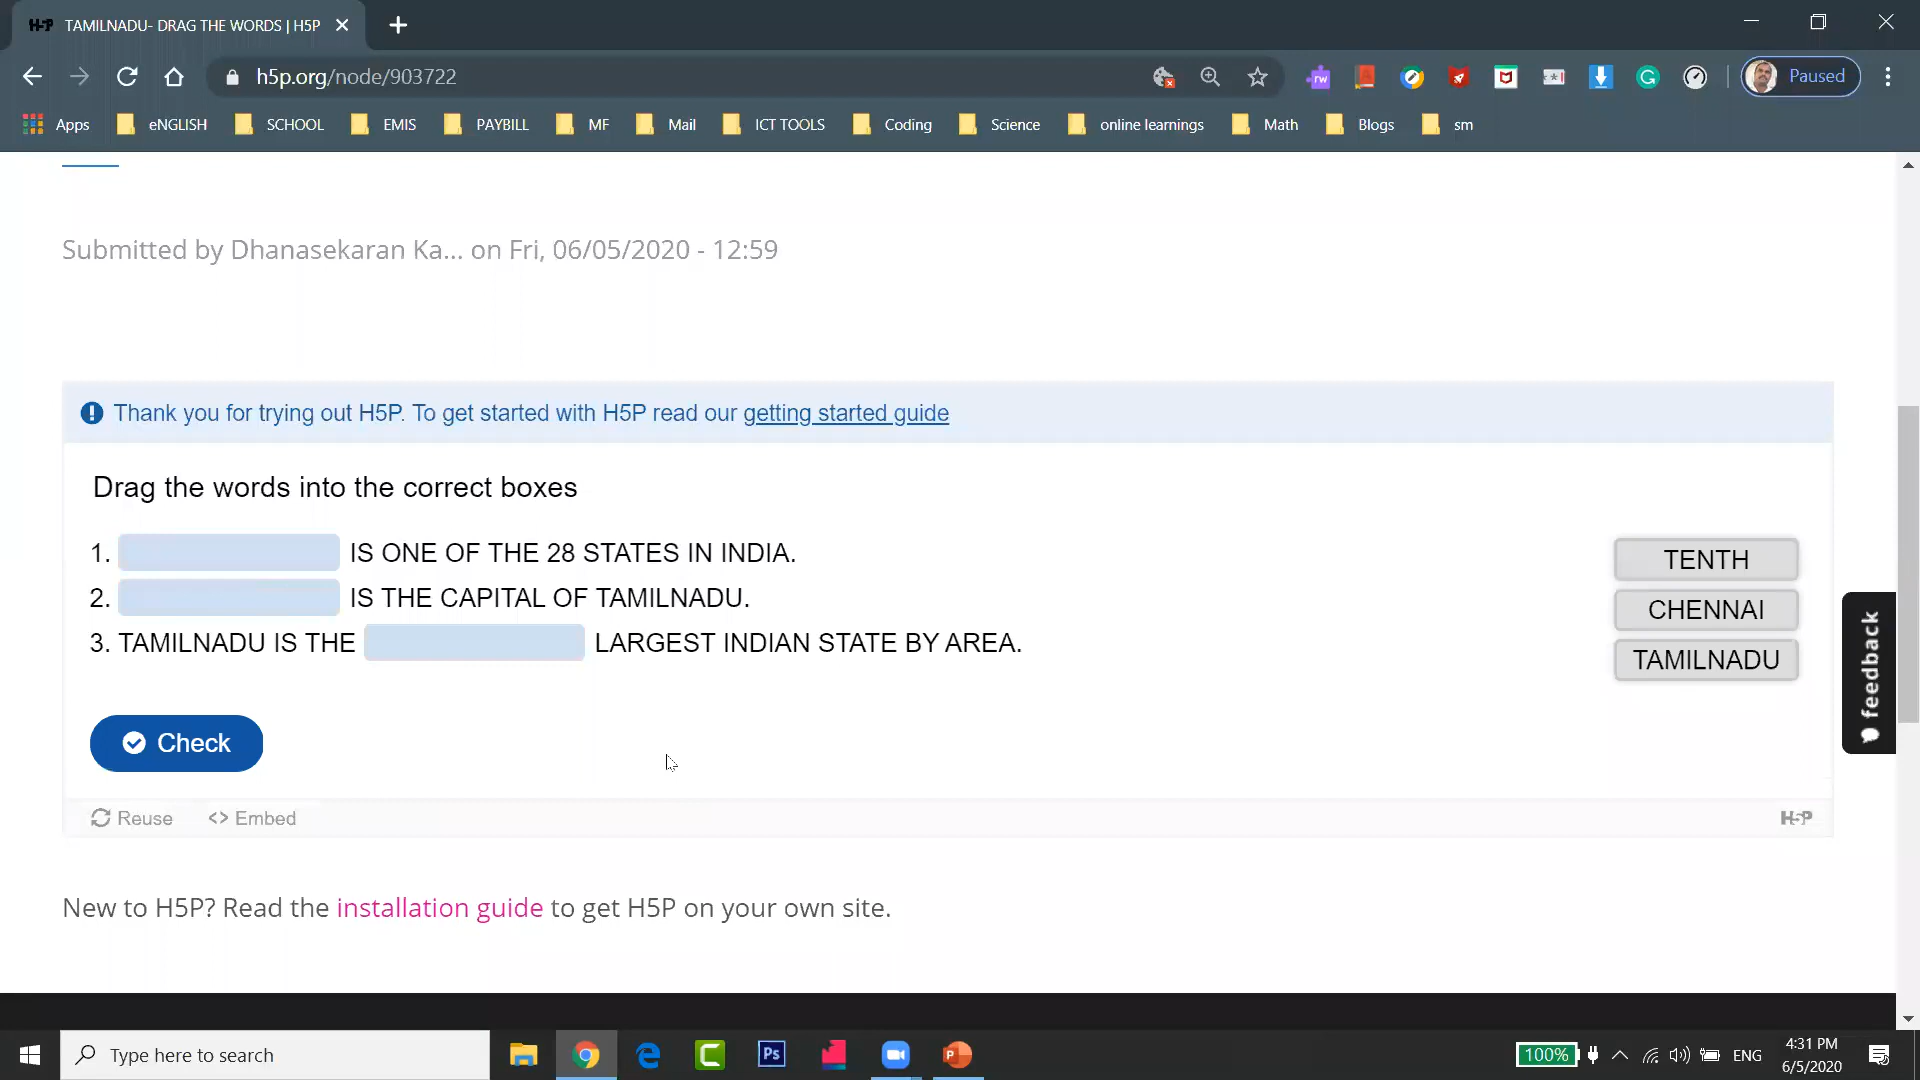 TAMILNADU- DRAG THE WORDS | H5P
h5p.org/node/903722
Paused
Apps eNGLISH SCHOOL EMIS PAYBILL MF Mail ICT TOOLS Coding Science online learnings Math Blogs sm
Submitted by Dhanasekaran Ka... on Fri, 06/05/2020 - 12:59
Thank you for trying out H5P. To get started with H5P read our getting started guide
Drag the words into the correct boxes
1. IS ONE OF THE 28 STATES IN INDIA.
2. IS THE CAPITAL OF TAMILNADU.
3. TAMILNADU IS THE LARGEST INDIAN STATE BY AREA.
TENTH
CHENNAI
TAMILNADU
feedback
Check
Reuse <> Embed
H5P
New to H5P? Read the installation guide to get H5P on your own site.
Type here to search
Ps
100%
ENG
4:31 PM
6/5/2020